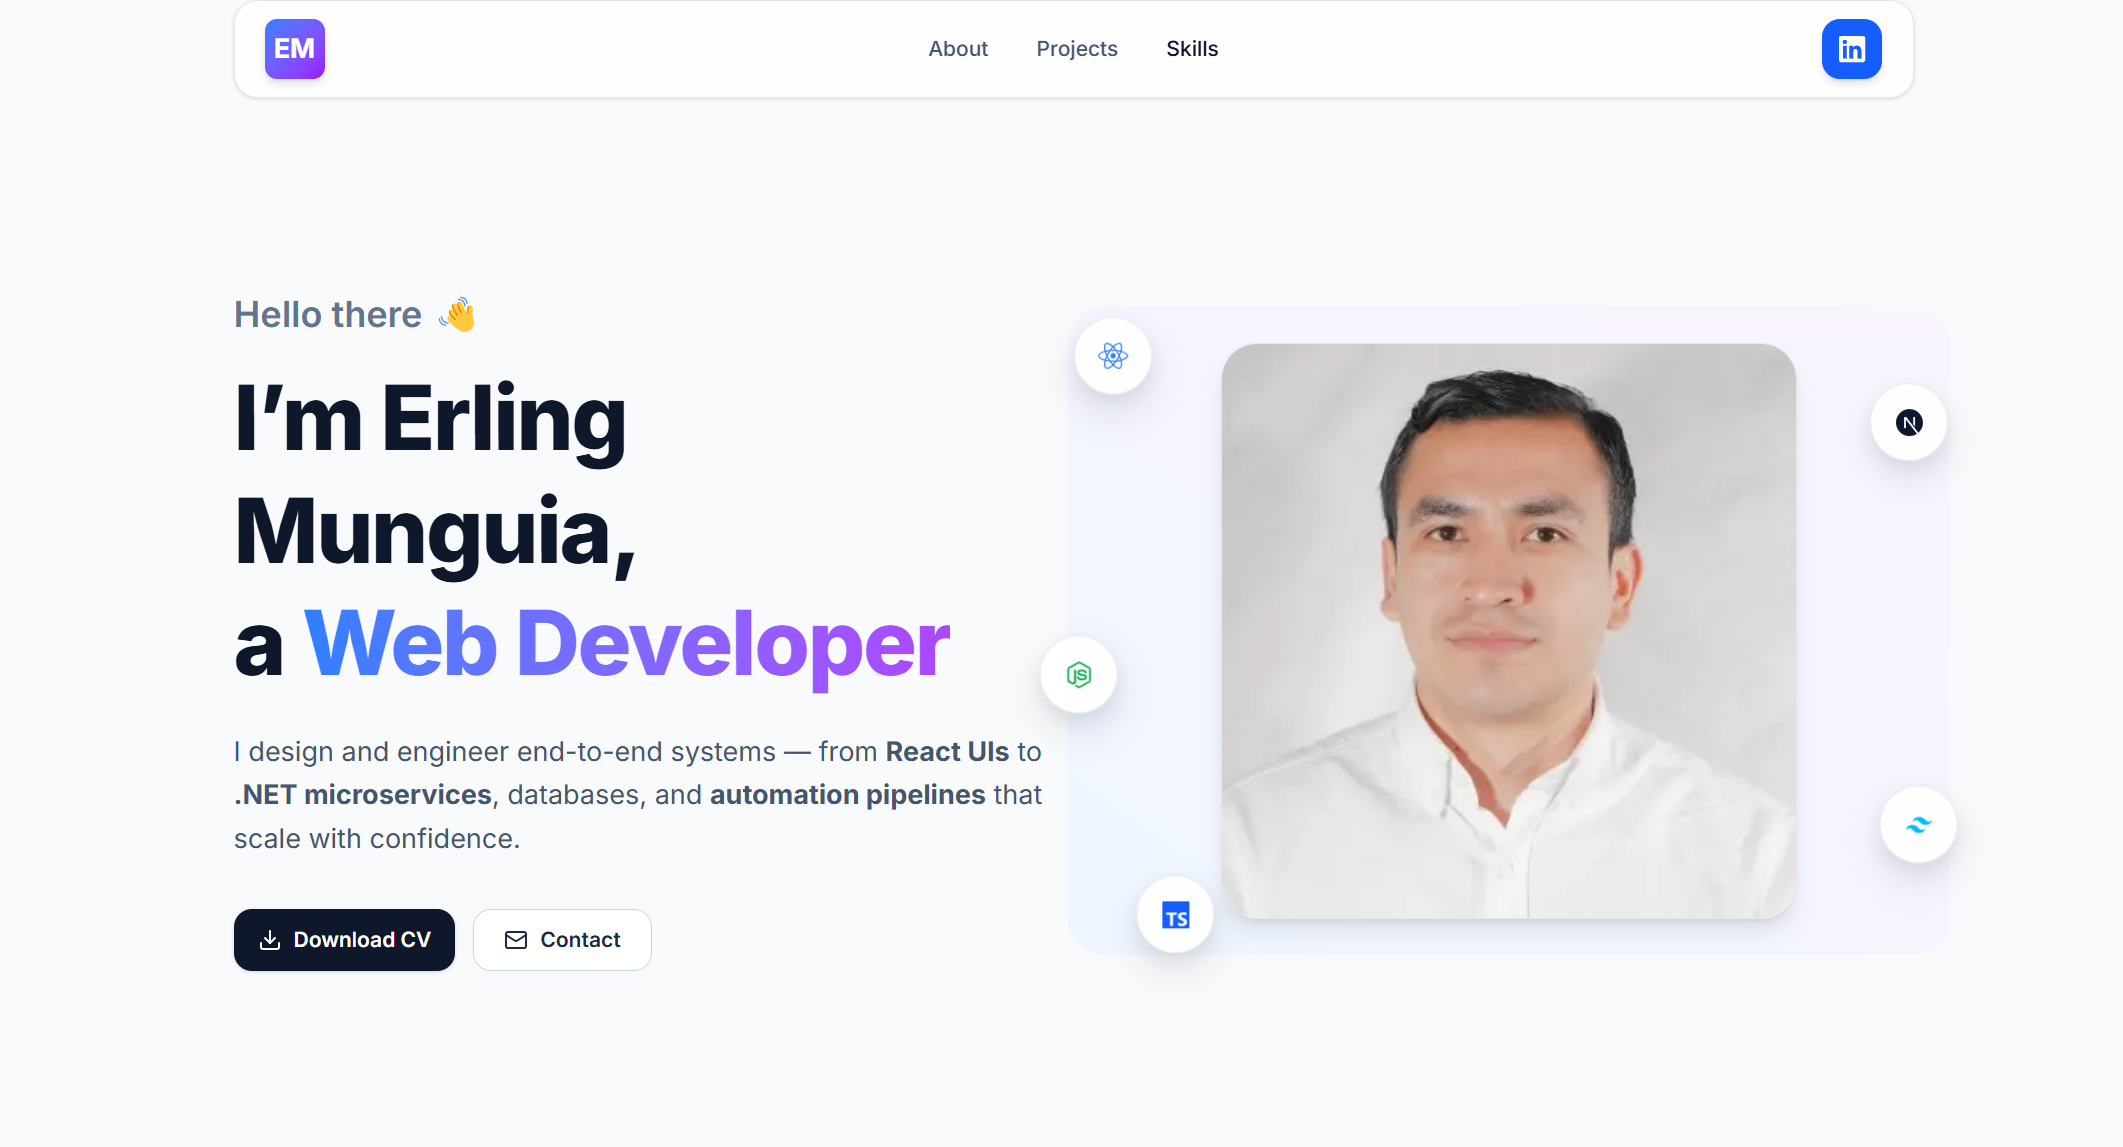 EM
About
Projects
Skills
in
Hello there 👋
I’m Erling
Munguia,
a Web Developer
I design and engineer end-to-end systems — from React UIs to
.NET microservices, databases, and automation pipelines that
scale with confidence.
Download CV
Contact
N
JS
TS